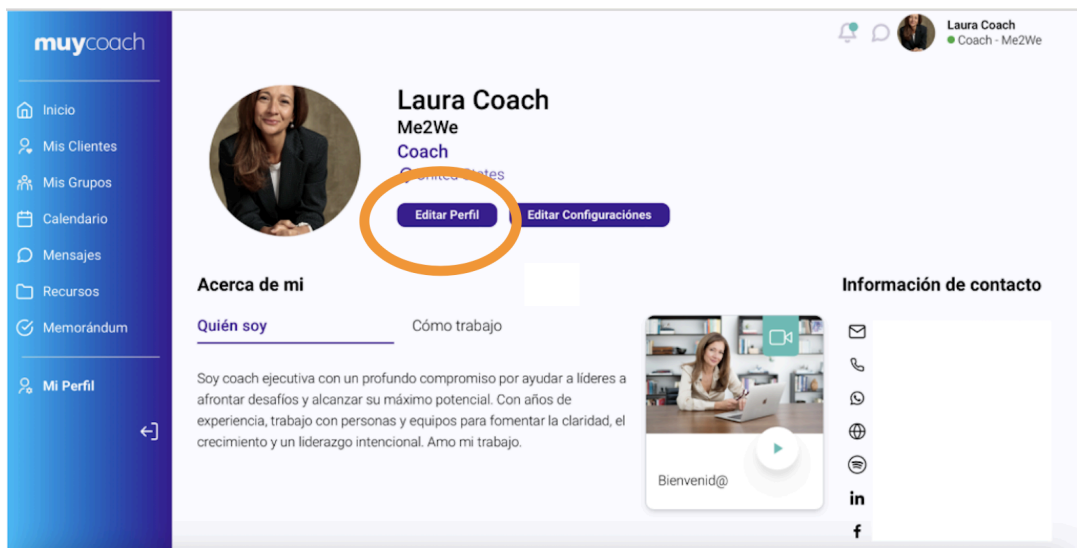 muycoach
Laura Coach
Coach - Me2We
Inicio
Mis Clientes
Mis Grupos
Calendario
Mensajes
Recursos
Memorándum
Mi Perfil
Laura Coach
Me2We
Coach
United States
Editar Perfil
Editar Configuraciónes
Acerca de mi
Quién soy
Cómo trabajo
Soy coach ejecutiva con un profundo compromiso por ayudar a líderes a
afrontar desafíos y alcanzar su máximo potencial. Con años de
experiencia, trabajo con personas y equipos para fomentar la claridad, el
crecimiento y un liderazgo intencional. Amo mi trabajo.
Bienvenid@
Información de contacto
in
f